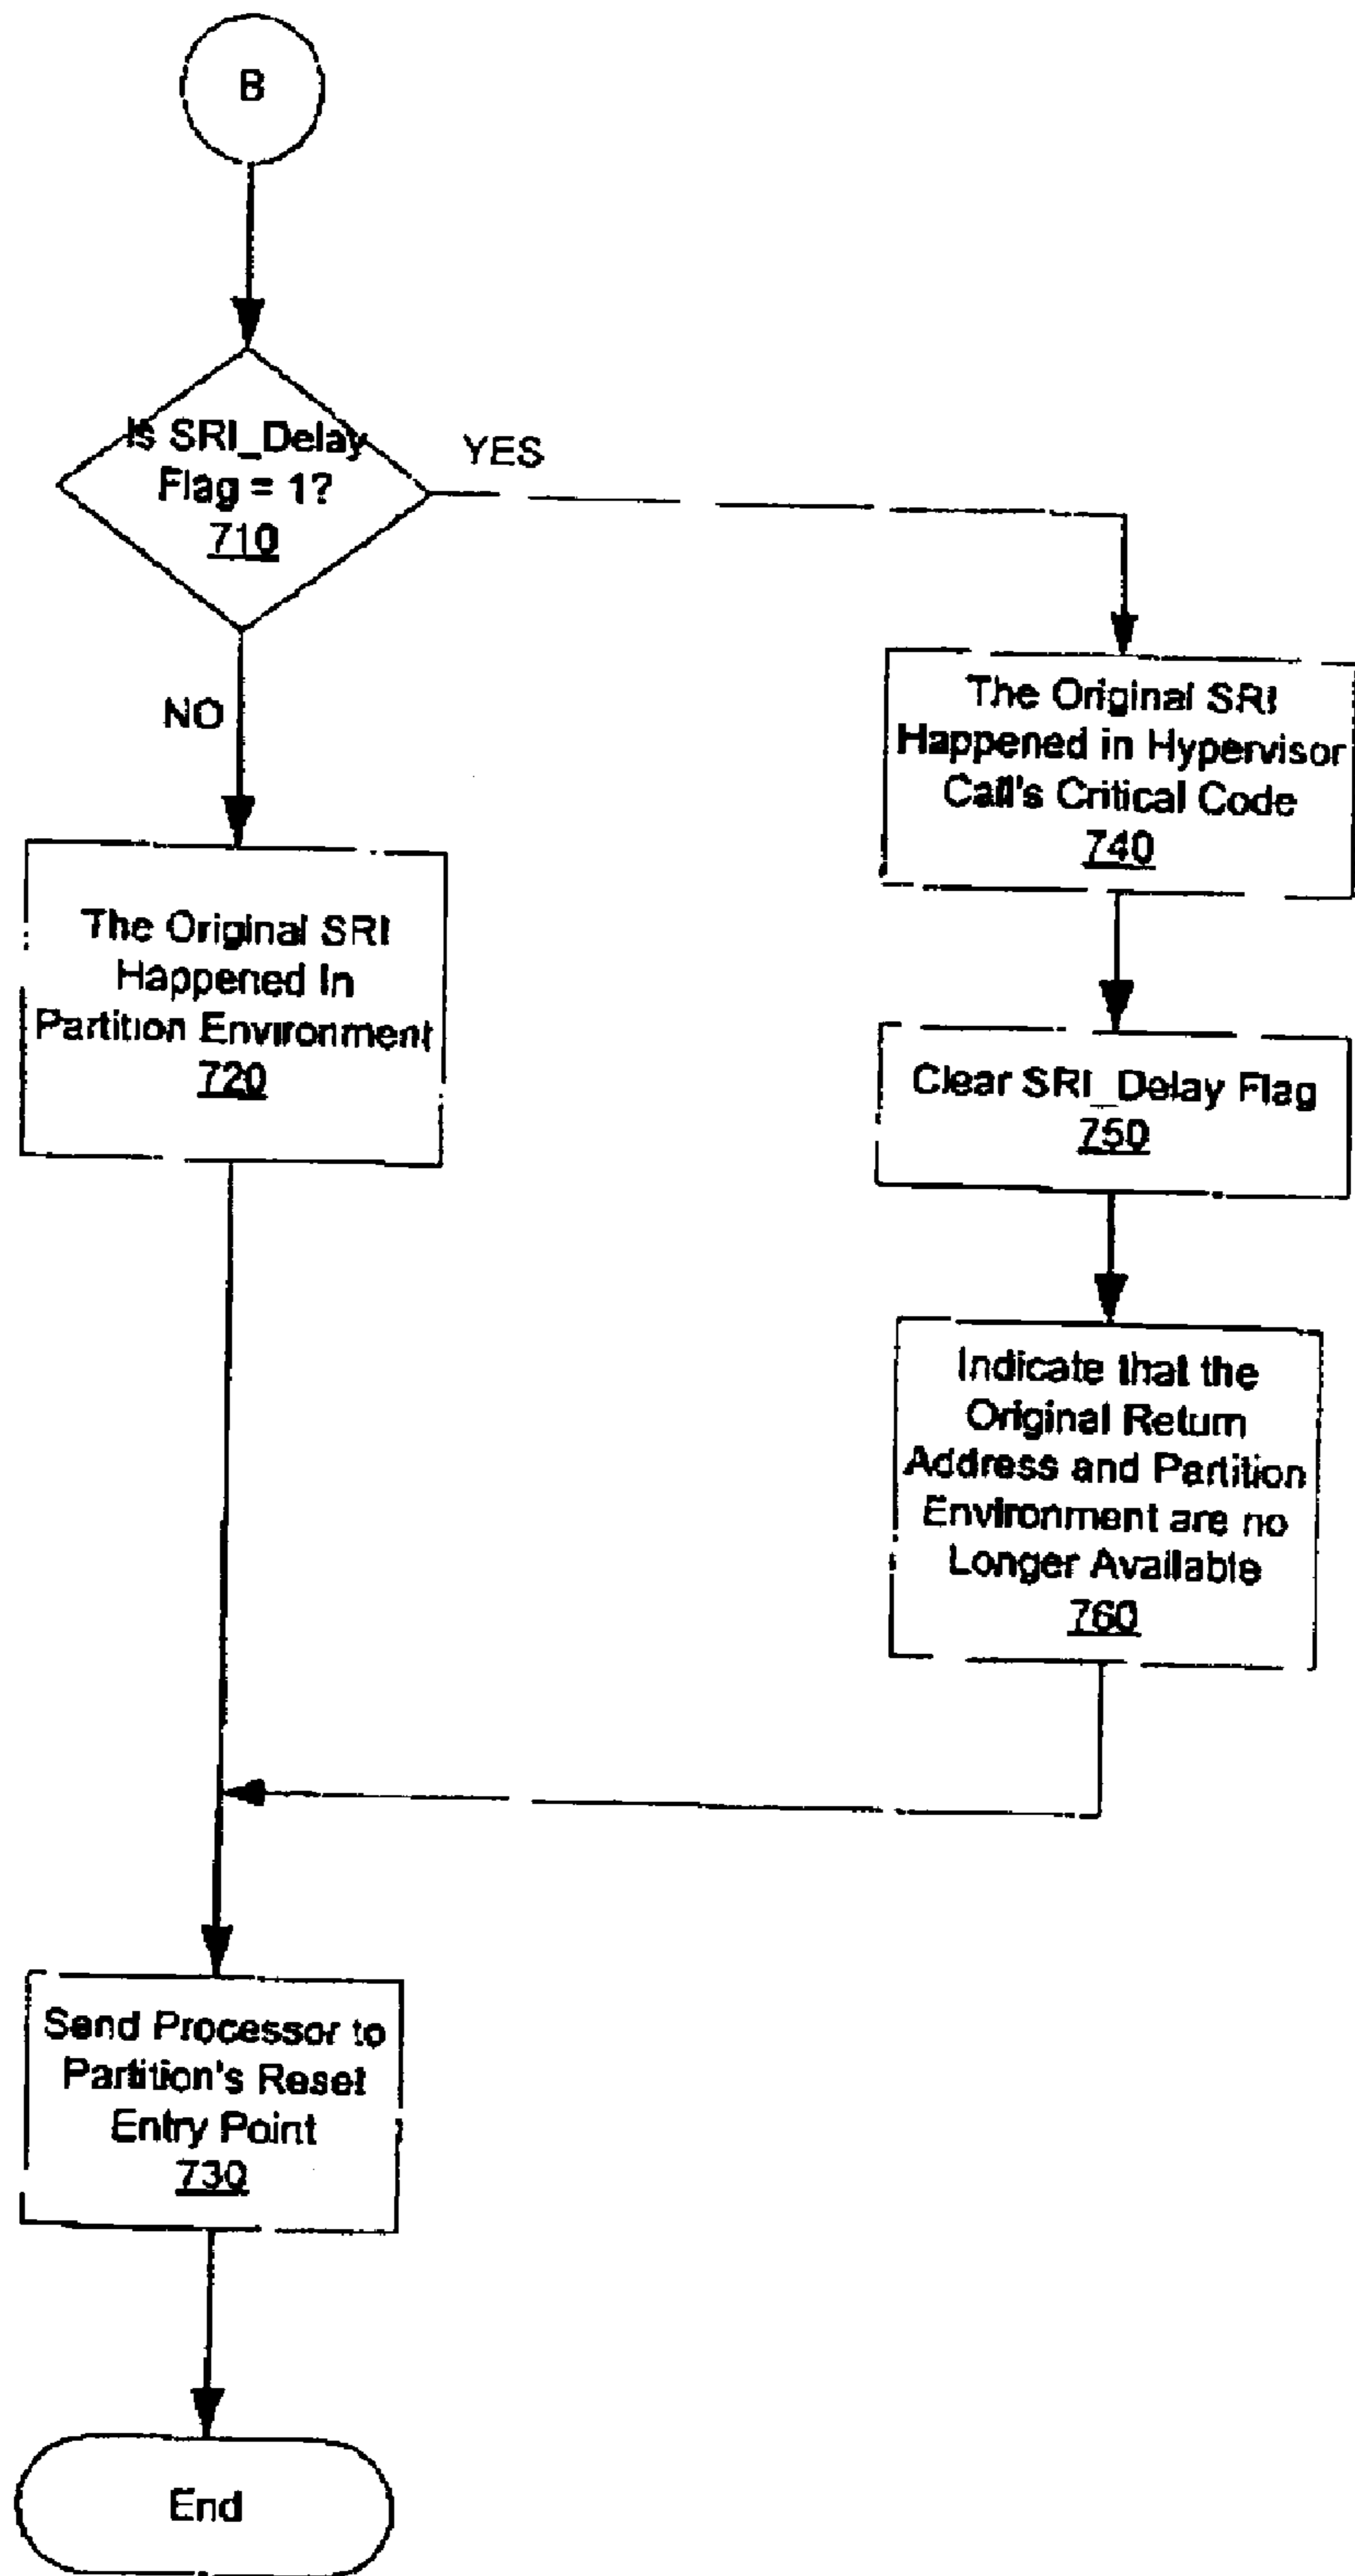 B
Is SRI_Delay
Flag = 1?
710
YES
NO
The Original SRI
Happened In
Partition Environment
720
The Original SRI
Happened in Hypervisor
Call's Critical Code
740
Clear SRI_Delay Flag
750
Indicate that the
Original Return
Address and Partition
Environment are no
Longer Available
760
Send Processor to
Partition's Reset
Entry Point
730
End